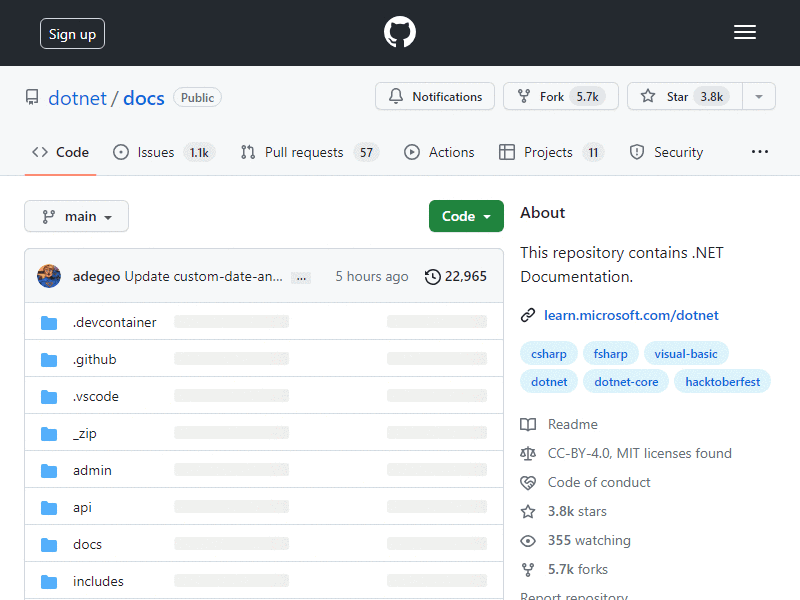 Sign up
dotnet / docs Public
Notifications Fork 5.7k Star 3.8k
Code Issues 1.1k Pull requests 57 Actions Projects 11 Security ...
main Code
adegeo Update custom-date-an... ... 5 hours ago 22,965
.devcontainer
.github
.vscode
_zip
admin
api
docs
includes
About
This repository contains .NET
Documentation.
learn.microsoft.com/dotnet
csharp fsharp visual-basic
dotnet dotnet-core hacktoberfest
Readme
CC-BY-4.0, MIT licenses found
Code of conduct
3.8k stars
355 watching
5.7k forks
Report repository